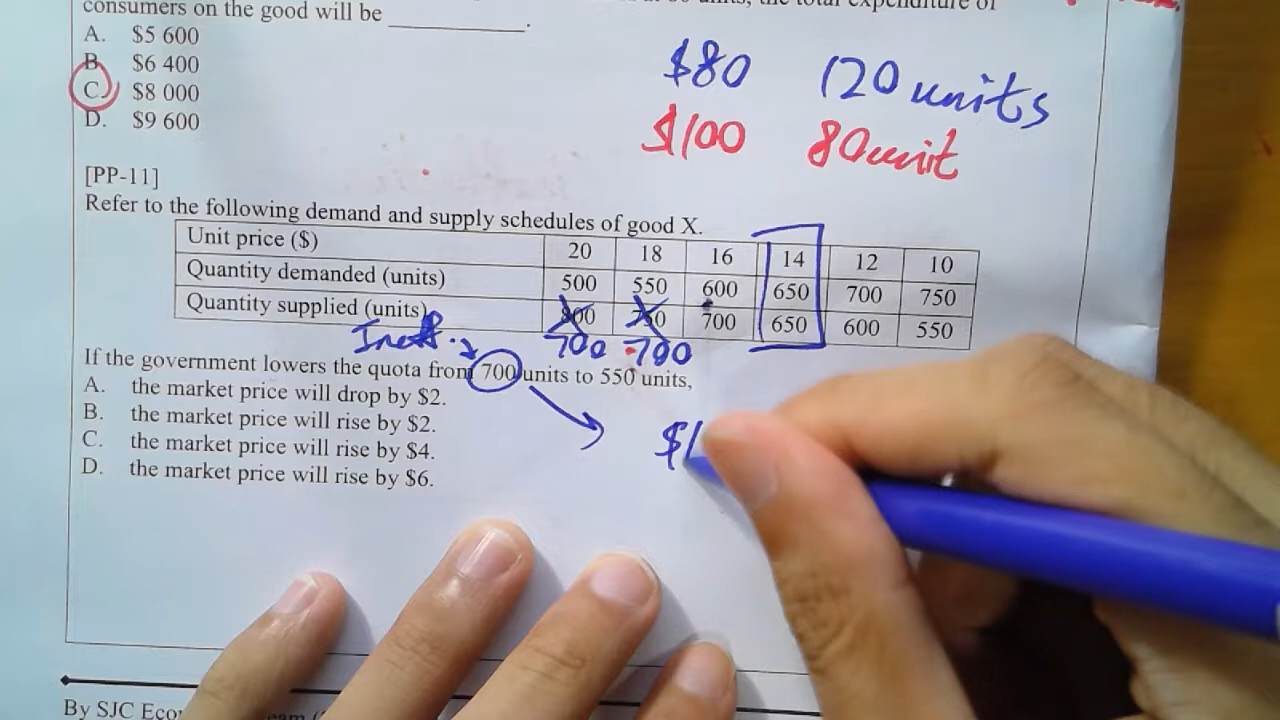 consumers on the good will be ____________.
A. $5 600
B. $6 400
C. $8 000
D. $9 600
$80 120 units
$100 80unit
[PP-11]
Refer to the following demand and supply schedules of good X.
Unit price ($) 20 18 16 14 12 10
Quantity demanded (units) 500 550 600 650 700 750
Quantity supplied (units) 800 750 700 650 600 550
700 700
If the government lowers the quota from 700 units to 550 units,
A. the market price will drop by $2.
B. the market price will rise by $2.
C. the market price will rise by $4.
D. the market price will rise by $6.
$1
By SJC